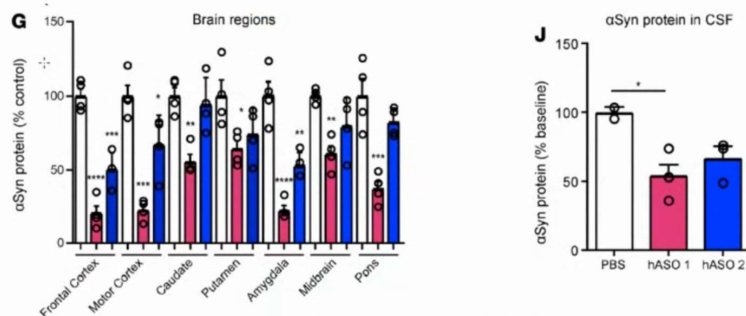 G
Brain regions
αSyn protein (% control)
150
100
50
0
**** *** *** * ** * **** ** ** ***
Frontal Cortex
Motor Cortex
Caudate
Putamen
Amygdala
Midbrain
Pons
J
αSyn protein in CSF
αSyn protein (% baseline)
150
100
50
0
*
PBS
hASO 1
hASO 2